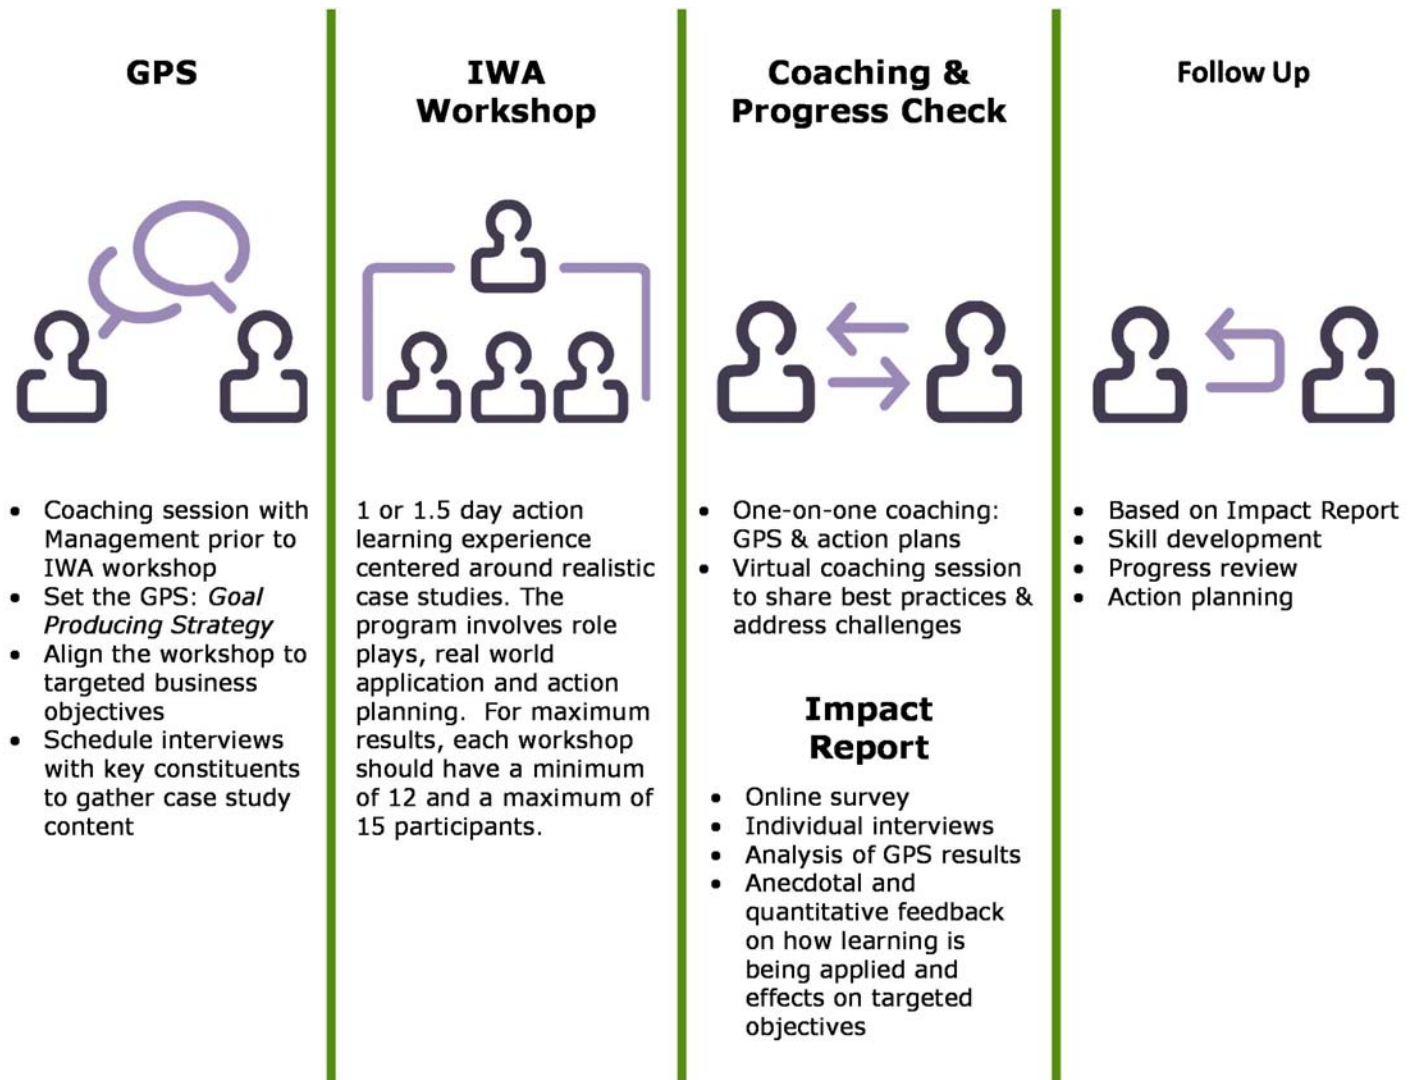 GPS
• Coaching session with
Management prior to
IWA workshop
• Set the GPS: Goal
Producing Strategy
• Align the workshop to
targeted business
objectives
• Schedule interviews
with key constituents
to gather case study
content
IWA
Workshop
1 or 1.5 day action
learning experience
centered around realistic
case studies. The
program involves role
plays, real world
application and action
planning.  For maximum
results, each workshop
should have a minimum
of 12 and a maximum of
15 participants.
Coaching &
Progress Check
• One-on-one coaching:
GPS & action plans
• Virtual coaching session
to share best practices &
address challenges
Impact
Report
• Online survey
• Individual interviews
• Analysis of GPS results
• Anecdotal and
quantitative feedback
on how learning is
being applied and
effects on targeted
objectives
Follow Up
• Based on Impact Report
• Skill development
• Progress review
• Action planning